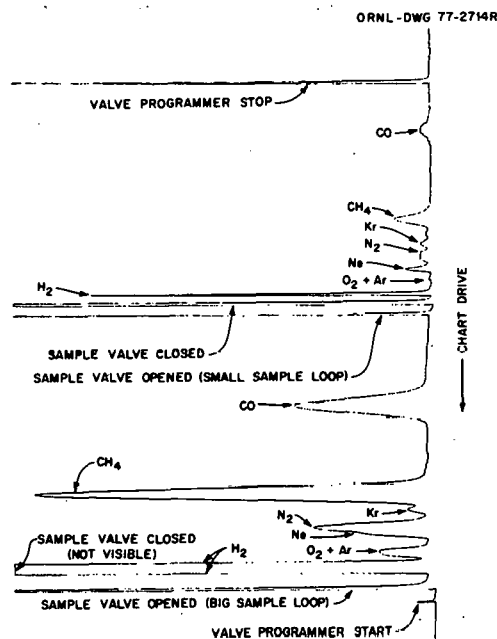 ORNL-DWG 77-2714R
VALVE PROGRAMMER STOP
CO
CH4
Kr
N2
Ne
O2 + Ar
H2
SAMPLE VALVE CLOSED
SAMPLE VALVE OPENED (SMALL SAMPLE LOOP)
CHART DRIVE
CO
CH4
Kr
N2
Ne
O2 + Ar
SAMPLE VALVE CLOSED
(NOT VISIBLE)
H2
SAMPLE VALVE OPENED (BIG SAMPLE LOOP)
VALVE PROGRAMMER START